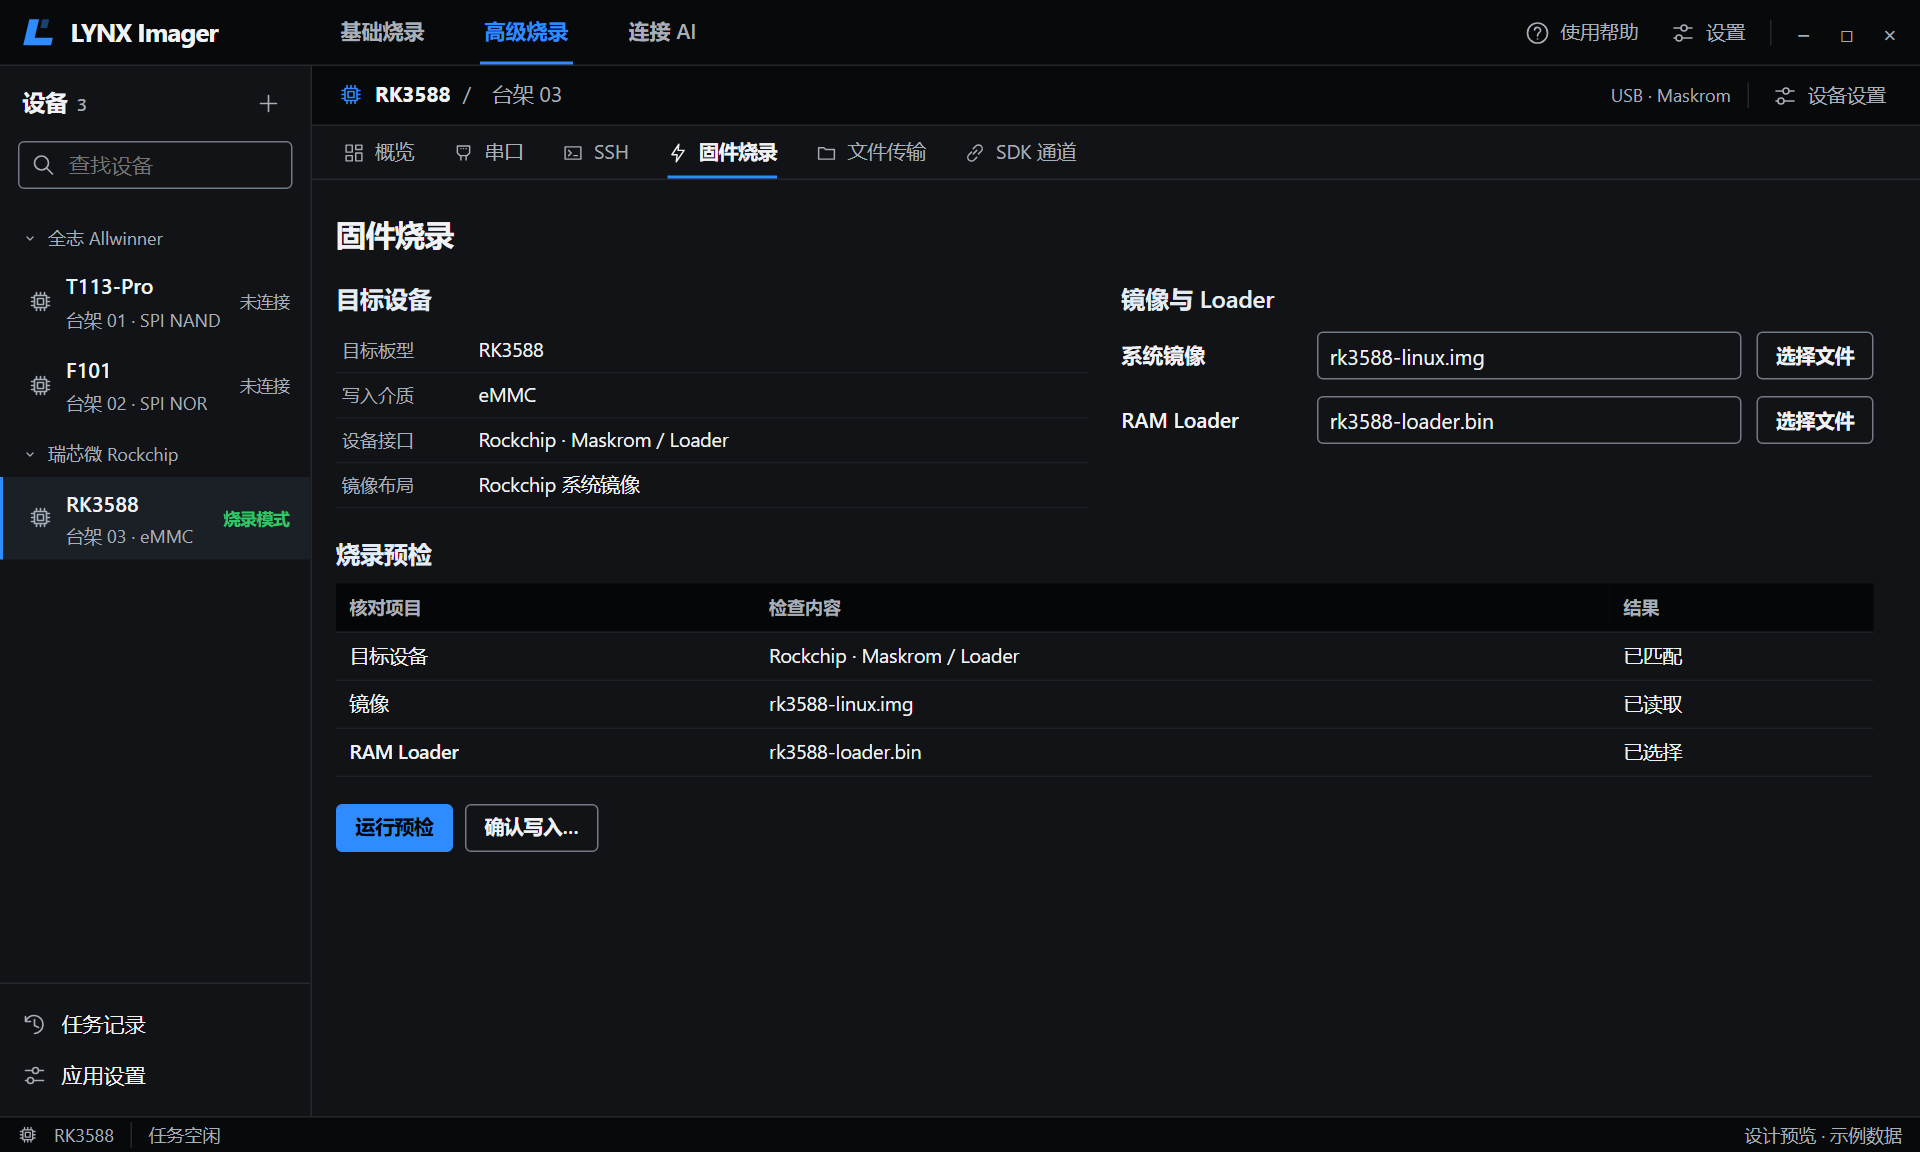 LYNX Imager
基础烧录
高级烧录
连接 AI
使用帮助
设置
设备 3
查找设备
全志 Allwinner
T113-Pro
台架 01 · SPI NAND
未连接
F101
台架 02 · SPI NOR
未连接
瑞芯微 Rockchip
RK3588
台架 03 · eMMC
烧录模式
任务记录
应用设置
RK3588 / 台架 03
USB · Maskrom
设备设置
概览
串口
SSH
固件烧录
文件传输
SDK 通道
固件烧录
目标设备
目标板型 RK3588
写入介质 eMMC
设备接口 Rockchip · Maskrom / Loader
镜像布局 Rockchip 系统镜像
镜像与 Loader
系统镜像 rk3588-linux.img 选择文件
RAM Loader rk3588-loader.bin 选择文件
烧录预检
核对项目 检查内容 结果
目标设备 Rockchip · Maskrom / Loader 已匹配
镜像 rk3588-linux.img 已读取
RAM Loader rk3588-loader.bin 已选择
运行预检
确认写入...
RK3588
任务空闲
设计预览 · 示例数据